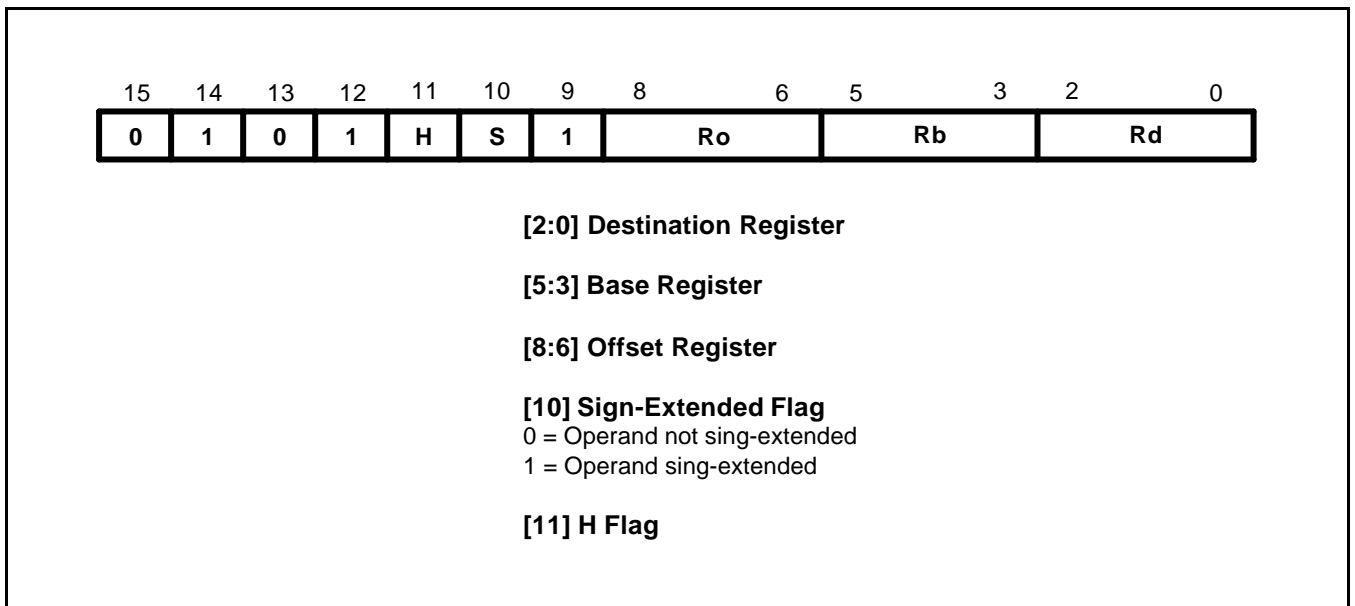 15 14 13 12 11 10 9 8 6 5 3 2 0
0 1 0 1 H S 1 Ro Rb Rd
[2:0] Destination Register
[5:3] Base Register
[8:6] Offset Register
[10] Sign-Extended Flag
0 = Operand not sing-extended
1 = Operand sing-extended
[11] H Flag